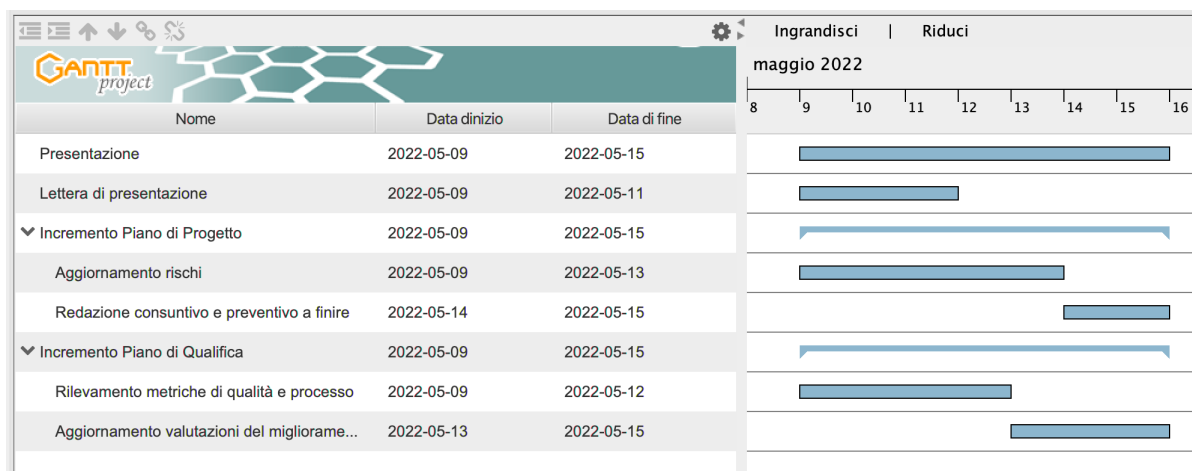 Ingrandisci | Riduci
GANTT
project
maggio 2022
8 9 10 11 12 13 14 15 16
Nome Data dinizio Data di fine
Presentazione 2022-05-09 2022-05-15
Lettera di presentazione 2022-05-09 2022-05-11
Incremento Piano di Progetto 2022-05-09 2022-05-15
Aggiornamento rischi 2022-05-09 2022-05-13
Redazione consuntivo e preventivo a finire 2022-05-14 2022-05-15
Incremento Piano di Qualifica 2022-05-09 2022-05-15
Rilevamento metriche di qualità e processo 2022-05-09 2022-05-12
Aggiornamento valutazioni del migliorame... 2022-05-13 2022-05-15